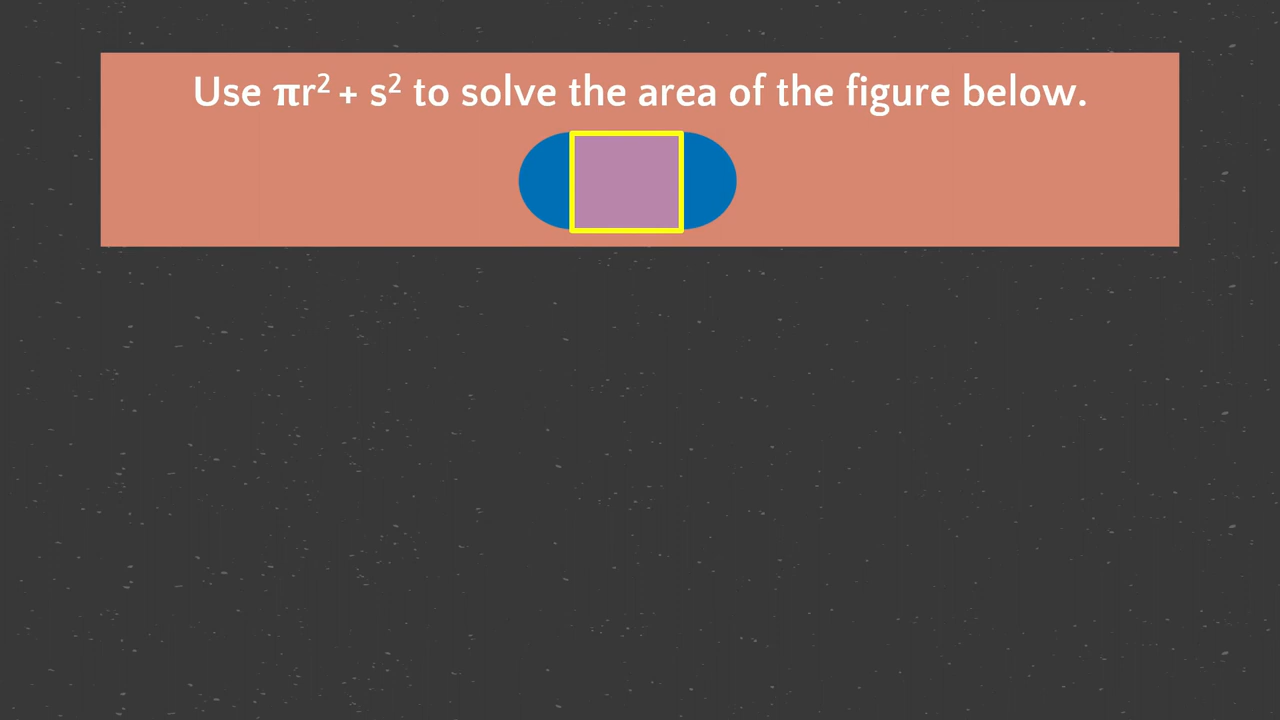 Use πr² + s² to solve the area of the figure below.